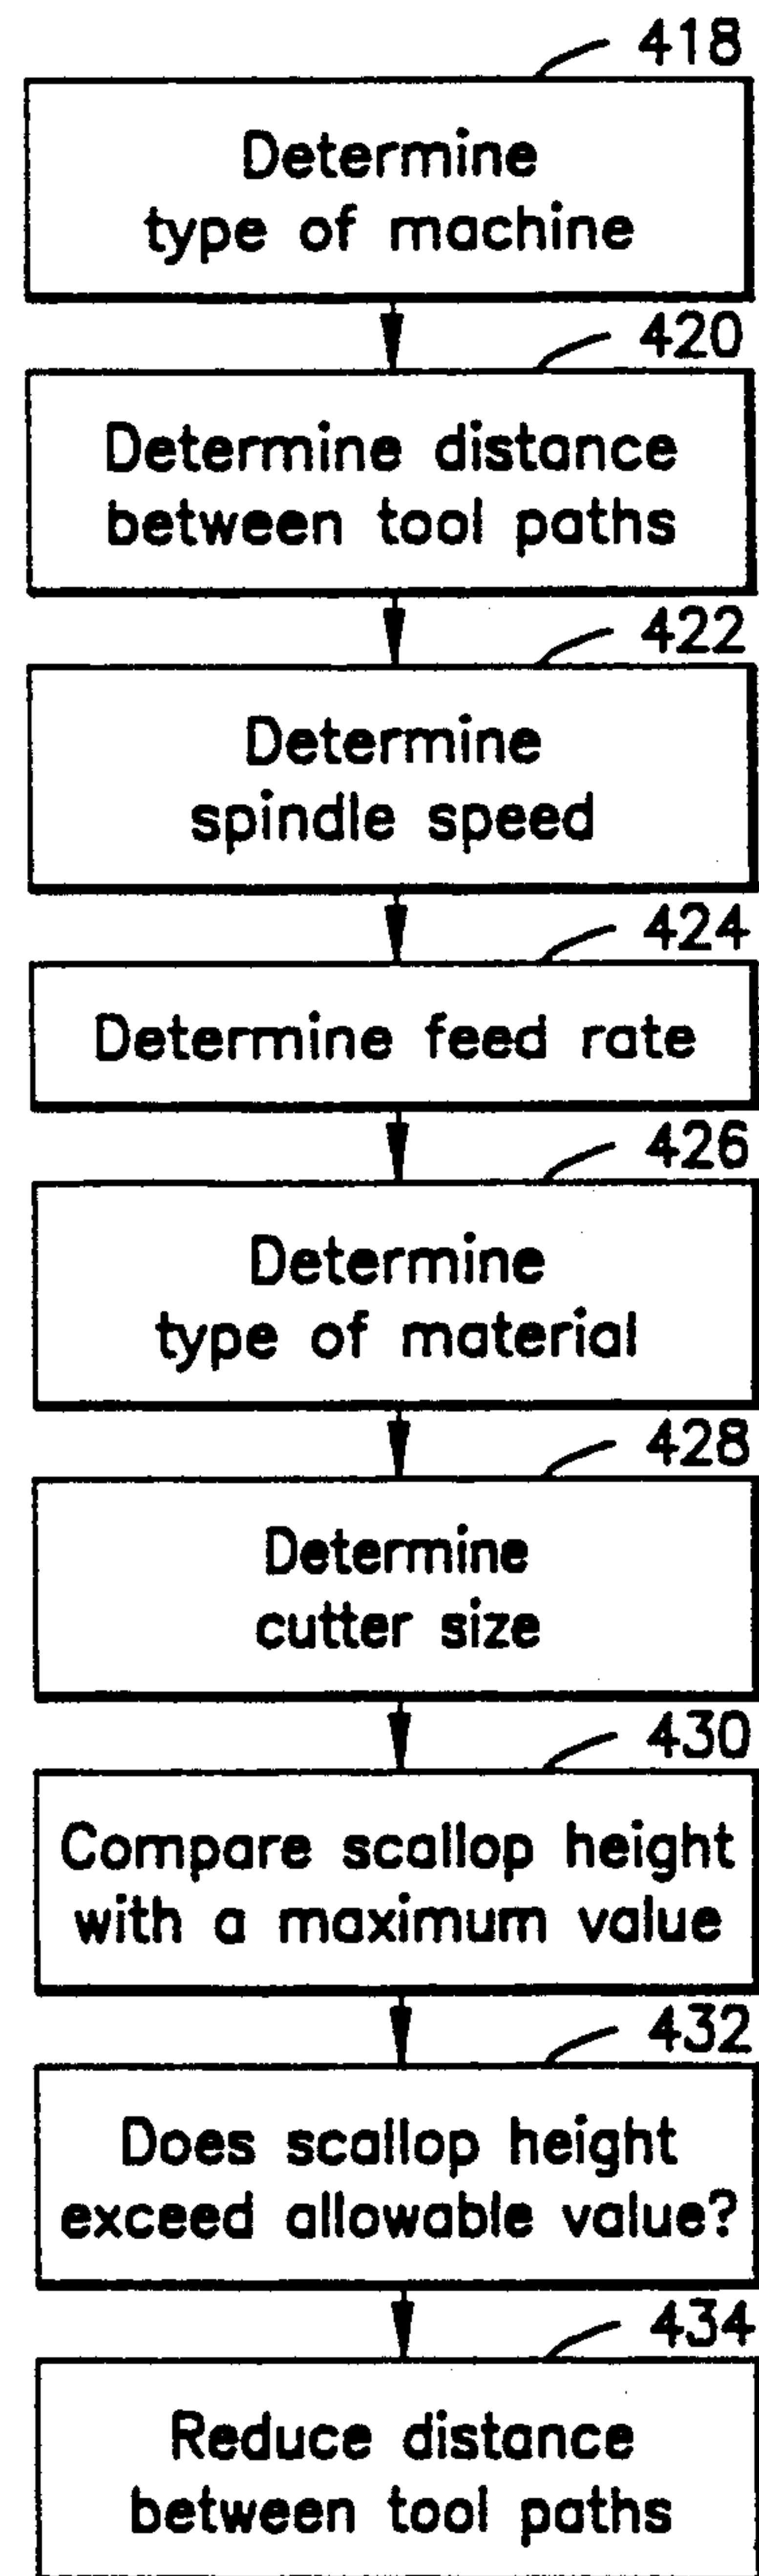 418
Determine
type of machine
420
Determine distance
between tool paths
422
Determine
spindle speed
424
Determine feed rate
426
Determine
type of material
428
Determine
cutter size
430
Compare scallop height
with a maximum value
432
Does scallop height
exceed allowable value?
434
Reduce distance
between tool paths